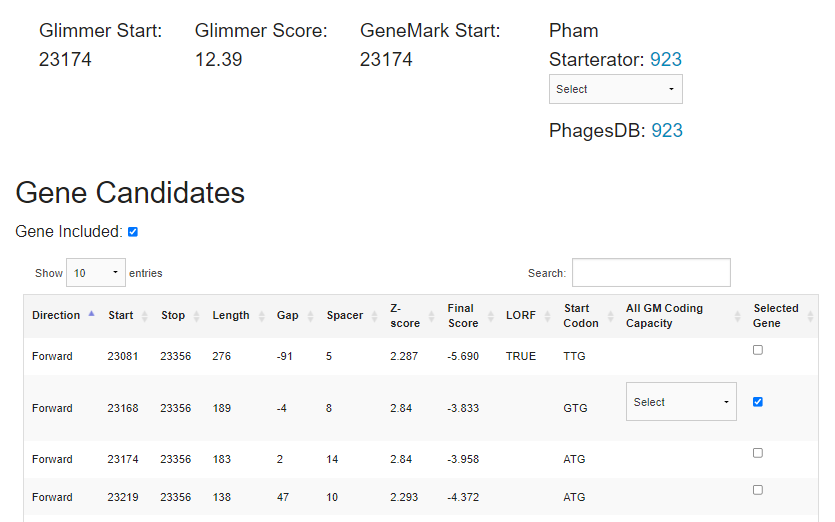 Glimmer Start: Glimmer Score: GeneMark Start: Pham
23174 12.39 23174 Starterator: 923
Select
PhagesDB: 923
Gene Candidates
Gene Included:
Show 10 entries Search:
Direction Start Stop Length Gap Spacer Z-score Final Score LORF Start Codon All GM Coding Capacity Selected Gene
Forward 23081 23356 276 -91 5 2.287 -5.690 TRUE TTG
Forward 23168 23356 189 -4 8 2.84 -3.833 GTG Select
Forward 23174 23356 183 2 14 2.84 -3.958 ATG
Forward 23219 23356 138 47 10 2.293 -4.372 ATG